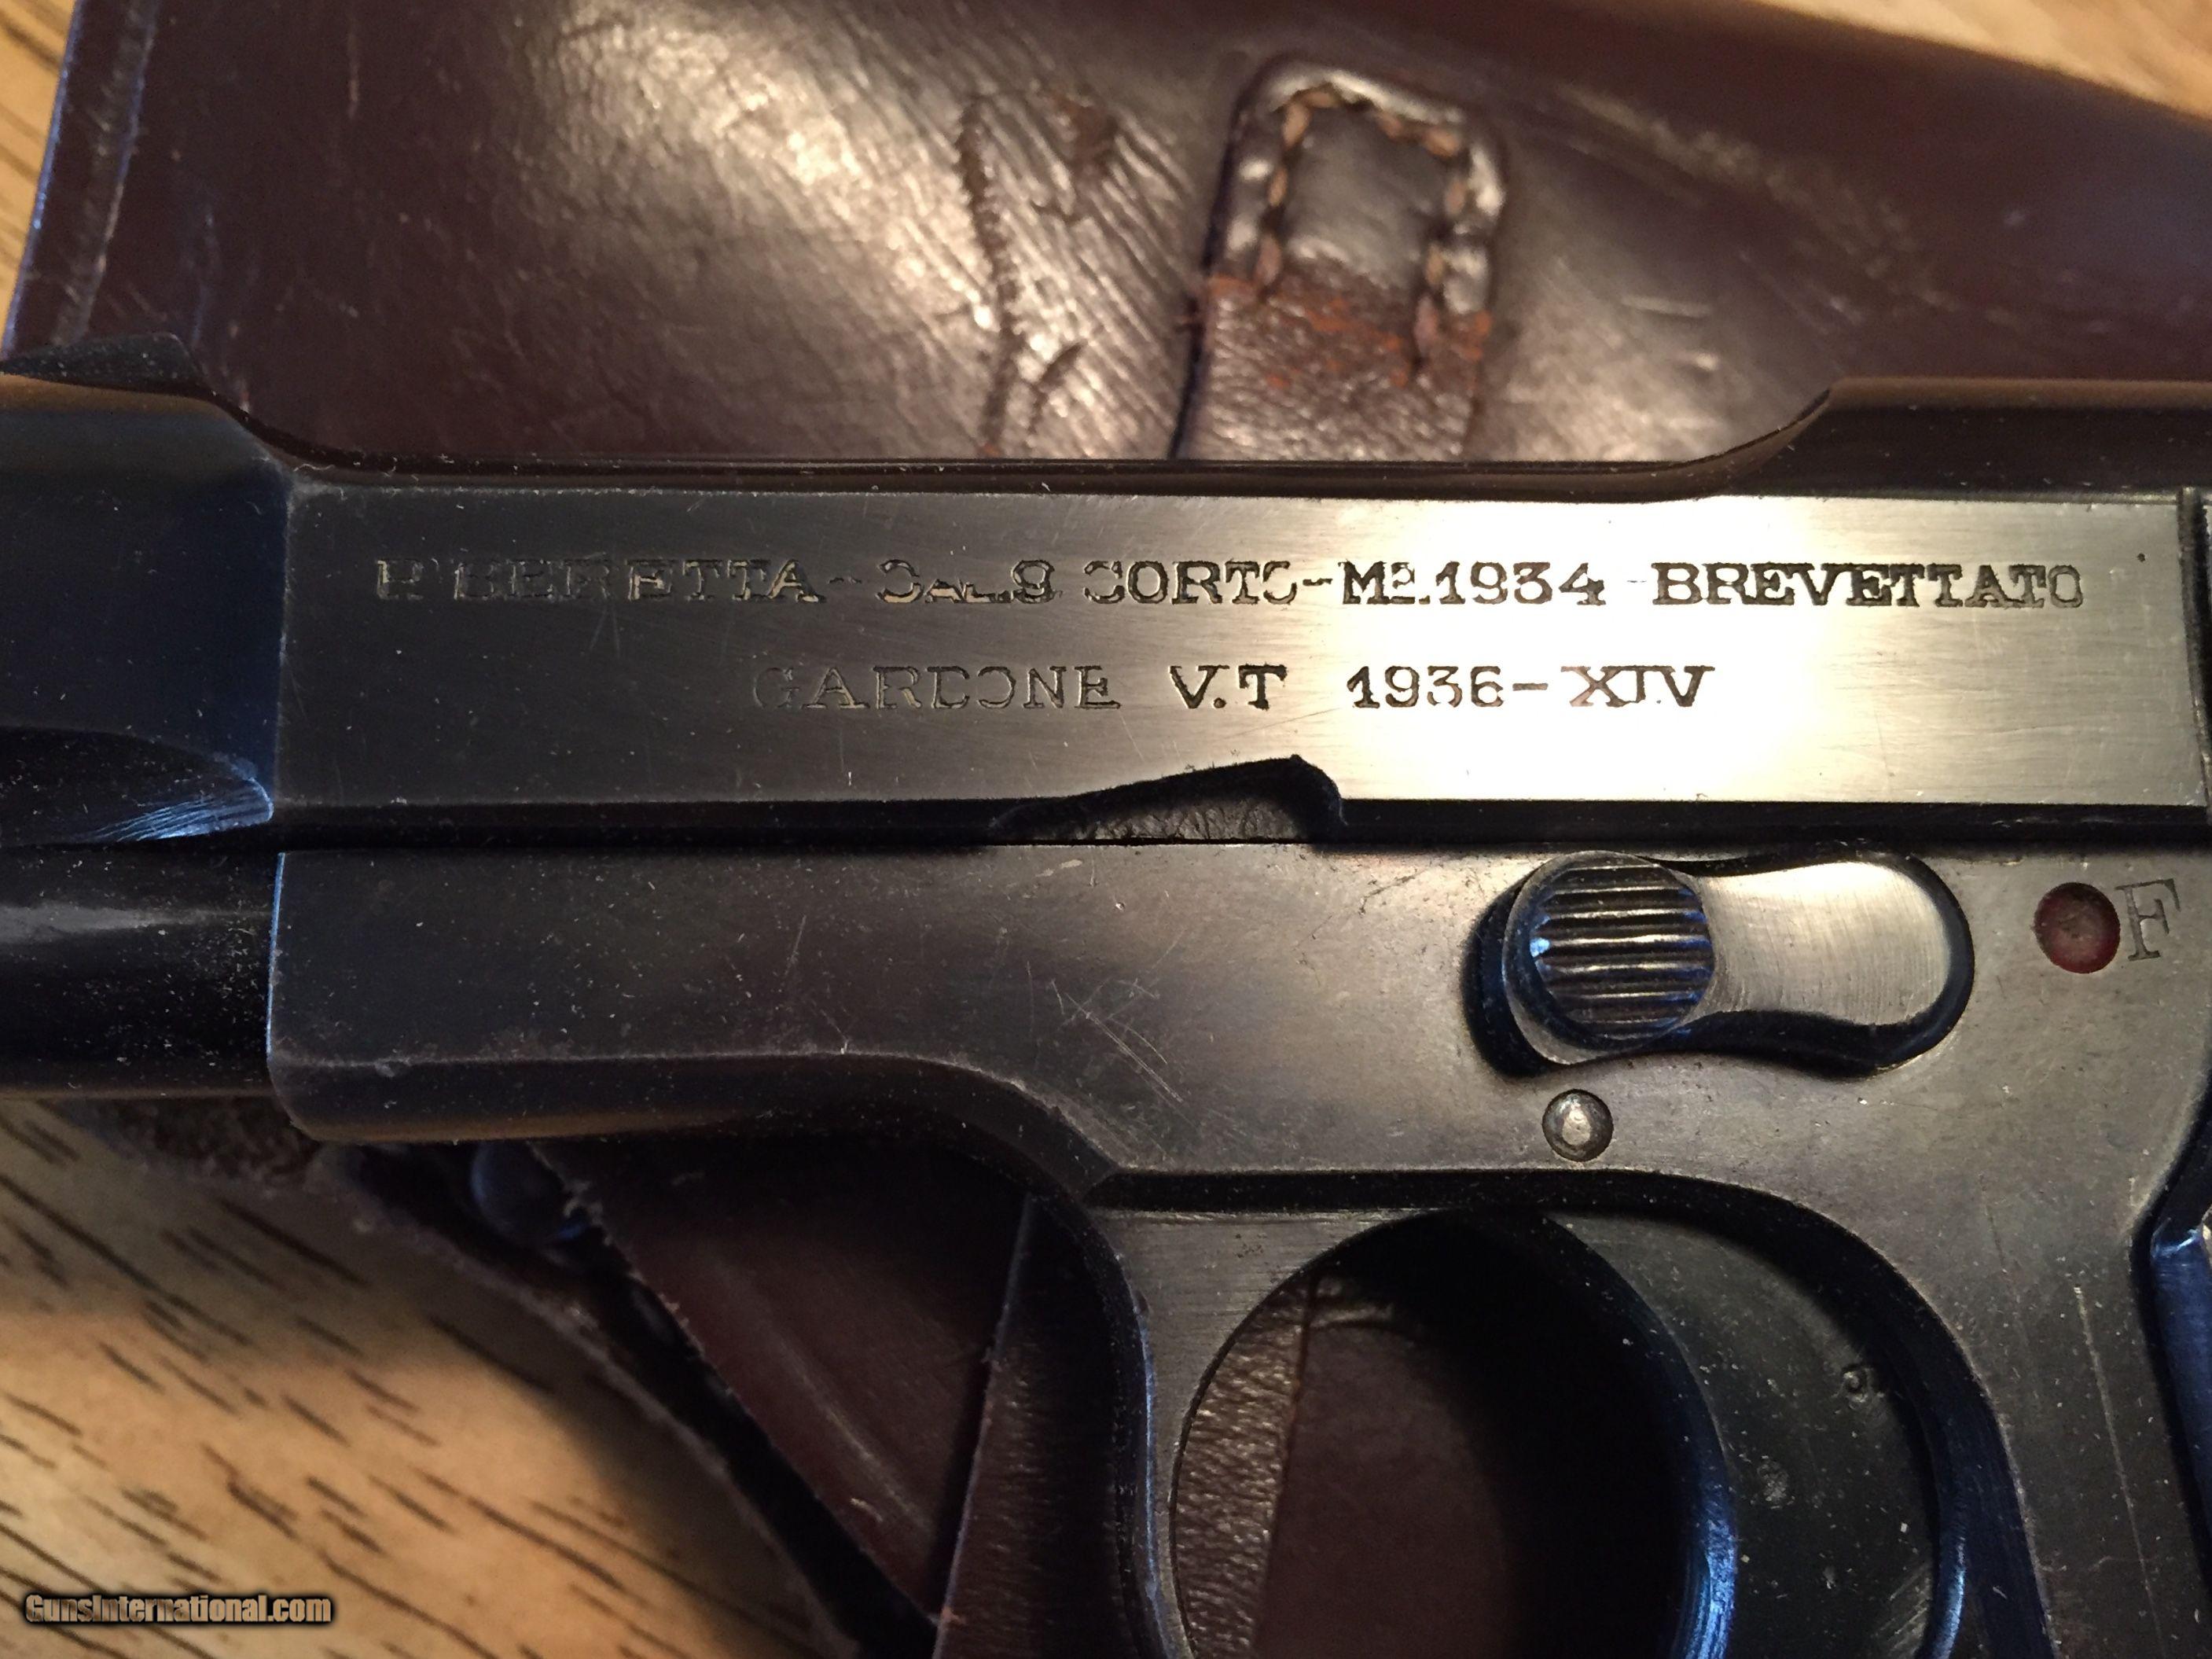 P. BERETTA - CAL. 9 CORTO - Mo. 1934 - BREVETTATO
GARDONE V.T 1936 - XIV
F
GunsInternational.com